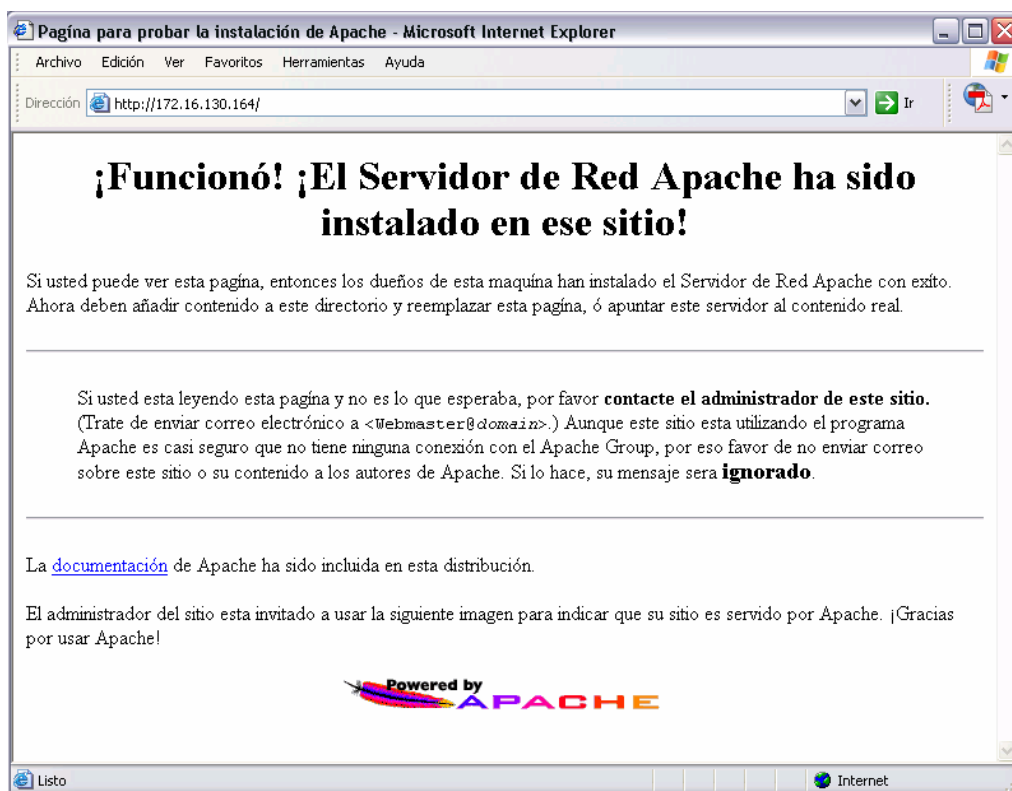 Pagína para probar la instalación de Apache - Microsoft Internet Explorer
Archivo Edición Ver Favoritos Herramientas Ayuda
Dirección http://172.16.130.164/ Ir
¡Funcionó! ¡El Servidor de Red Apache ha sido
instalado en ese sitio!
Si usted puede ver esta pagína, entonces los dueños de esta maquína han instalado el Servidor de Red Apache con exíto.
Ahora deben añadir contenido a este directorio y reemplazar esta pagína, ó apuntar este servidor al contenido real.
Si usted esta leyendo esta pagína y no es lo que esperaba, por favor contacte el administrador de este sitio.
(Trate de enviar correo electrónico a <Webmaster@domain>.) Aunque este sitio esta utilizando el programa
Apache es casi seguro que no tiene ninguna conexión con el Apache Group, por eso favor de no enviar correo
sobre este sitio o su contenido a los autores de Apache. Si lo hace, su mensaje sera ignorado.
La documentación de Apache ha sido incluida en esta distribución.
El administrador del sitio esta invitado a usar la siguiente imagen para indicar que su sitio es servido por Apache. ¡Gracias
por usar Apache!
Powered by
APACHE
Listo Internet